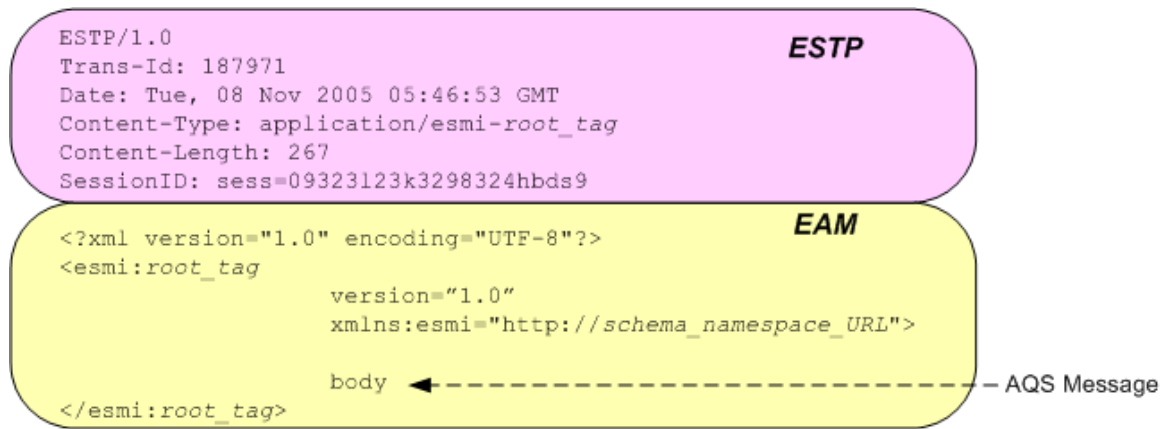 ESTP/1.0
ESTP
Trans-Id: 187971
Date: Tue, 08 Nov 2005 05:46:53 GMT
Content-Type: application/esmi-root_tag
Content-Length: 267
SessionID: sess=09323123k3298324hbds9
EAM
<?xml version="1.0" encoding="UTF-8"?>
<esmi:root_tag
version=”1.0”
xmlns:esmi="http://schema_namespace_URL">
body
AQS Message
</esmi:root_tag>